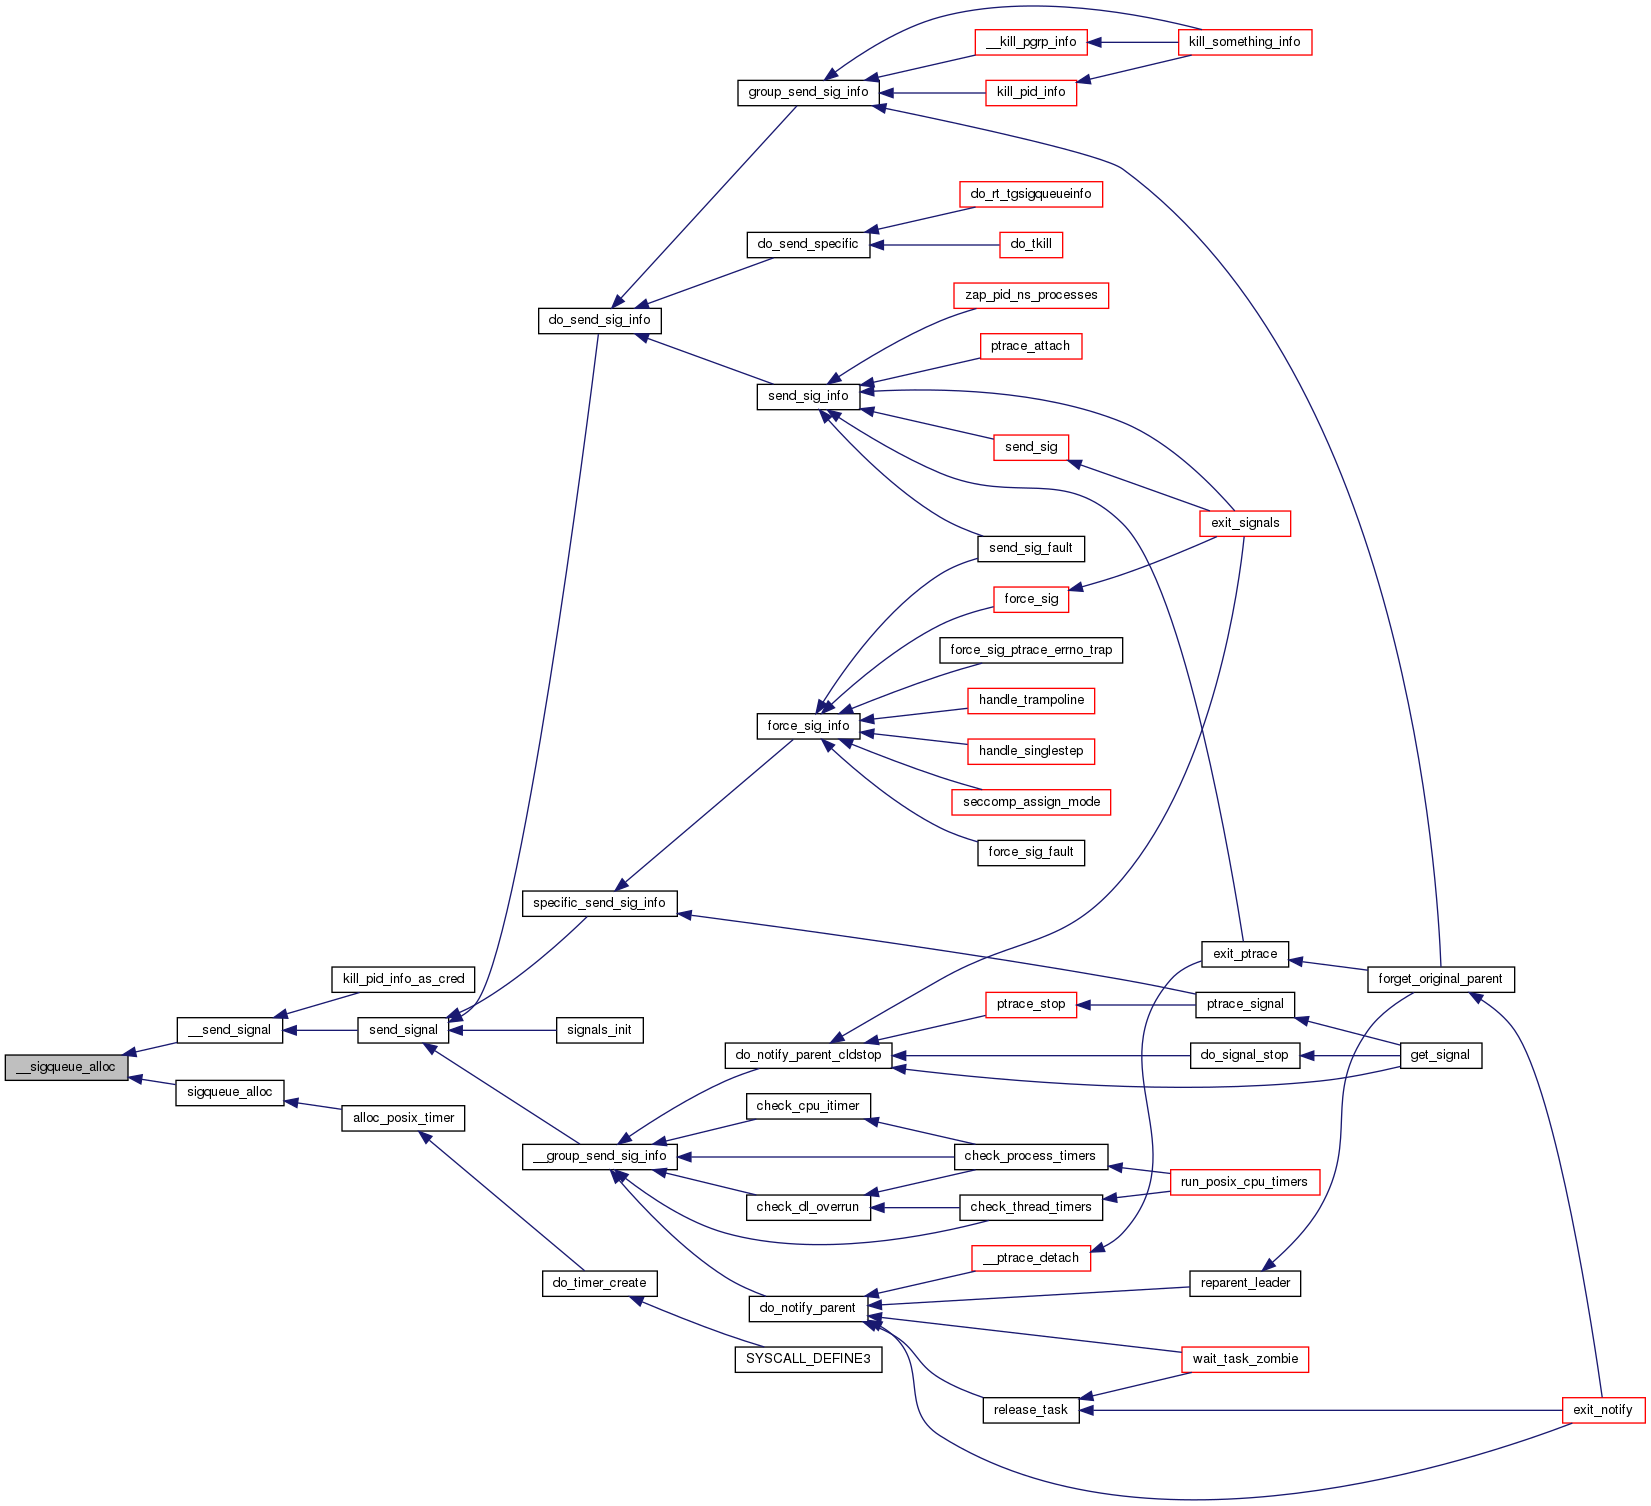 __kill_pgrp_info
kill_something_info
group_send_sig_info
kill_pid_info
do_rt_tgsigqueueinfo
do_send_specific
do_tkill
zap_pid_ns_processes
do_send_sig_info
ptrace_attach
send_sig_info
send_sig
exit_signals
send_sig_fault
force_sig
force_sig_ptrace_errno_trap
handle_trampoline
force_sig_info
handle_singlestep
seccomp_assign_mode
force_sig_fault
specific_send_sig_info
exit_ptrace
kill_pid_info_as_cred
forget_original_parent
ptrace_stop
ptrace_signal
__send_signal
send_signal
signals_init
do_notify_parent_cldstop
do_signal_stop
get_signal
__sigqueue_alloc
sigqueue_alloc
check_cpu_itimer
alloc_posix_timer
__group_send_sig_info
check_process_timers
run_posix_cpu_timers
check_dl_overrun
check_thread_timers
__ptrace_detach
do_timer_create
reparent_leader
do_notify_parent
SYSCALL_DEFINE3
wait_task_zombie
release_task
exit_notify